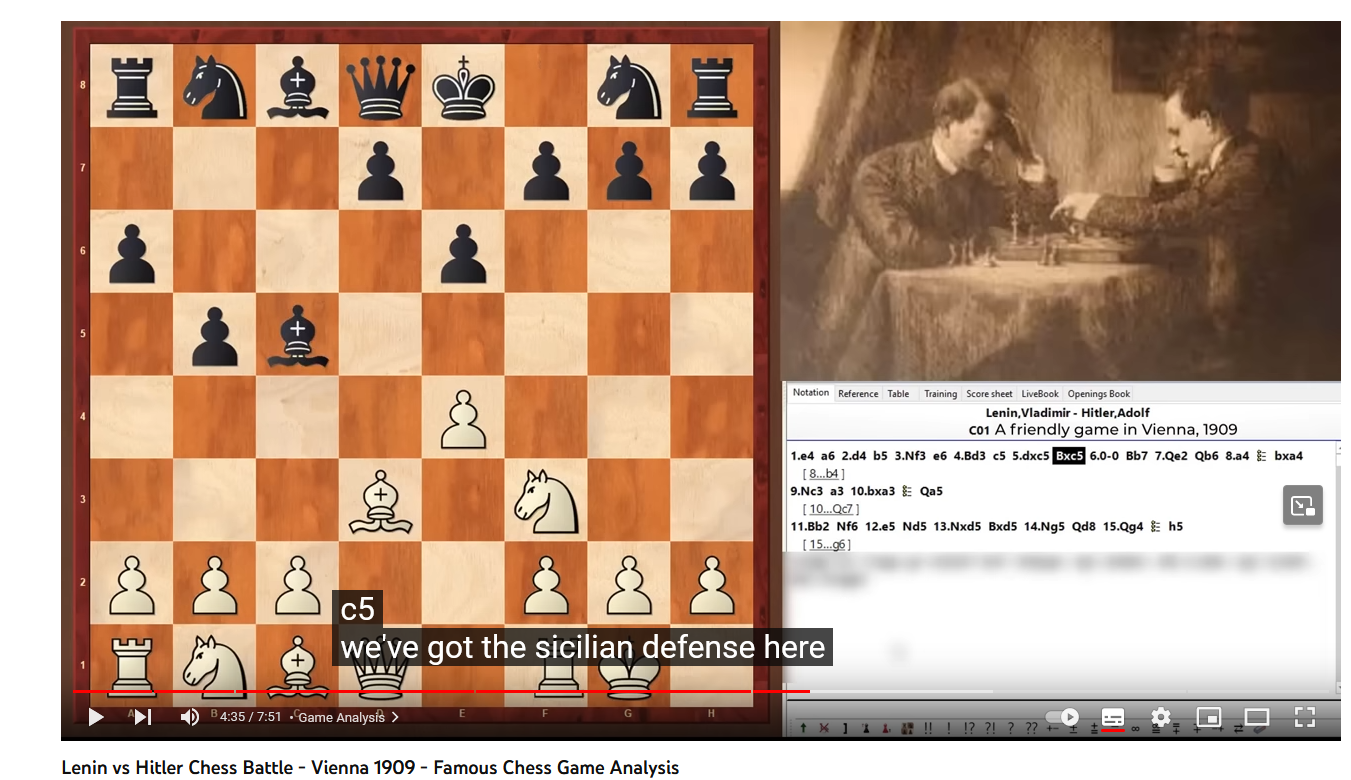 8
7
6
5
4
3
2
1
A B C D E F G H
c5
we've got the sicilian defense here
4:35 / 7:51 • Game Analysis
Notation Reference Table Training Score sheet LiveBook Openings Book
Lenin,Vladimir - Hitler,Adolf
C01 A friendly game in Vienna, 1909
1.e4 a6 2.d4 b5 3.Nf3 e6 4.Bd3 c5 5.dxc5 Bxc5 6.0-0 Bb7 7.Qe2 Qb6 8.a4 bxa4
[ 8...b4 ]
9.Nc3 a3 10.bxa3 Qa5
[ 10...Qc7 ]
11.Bb2 Nf6 12.e5 Nd5 13.Nxd5 Bxd5 14.Ng5 Qd8 15.Qg4 h5
[ 15...g6 ]
!! ! !? ?! ? ??
Lenin vs Hitler Chess Battle - Vienna 1909 - Famous Chess Game Analysis